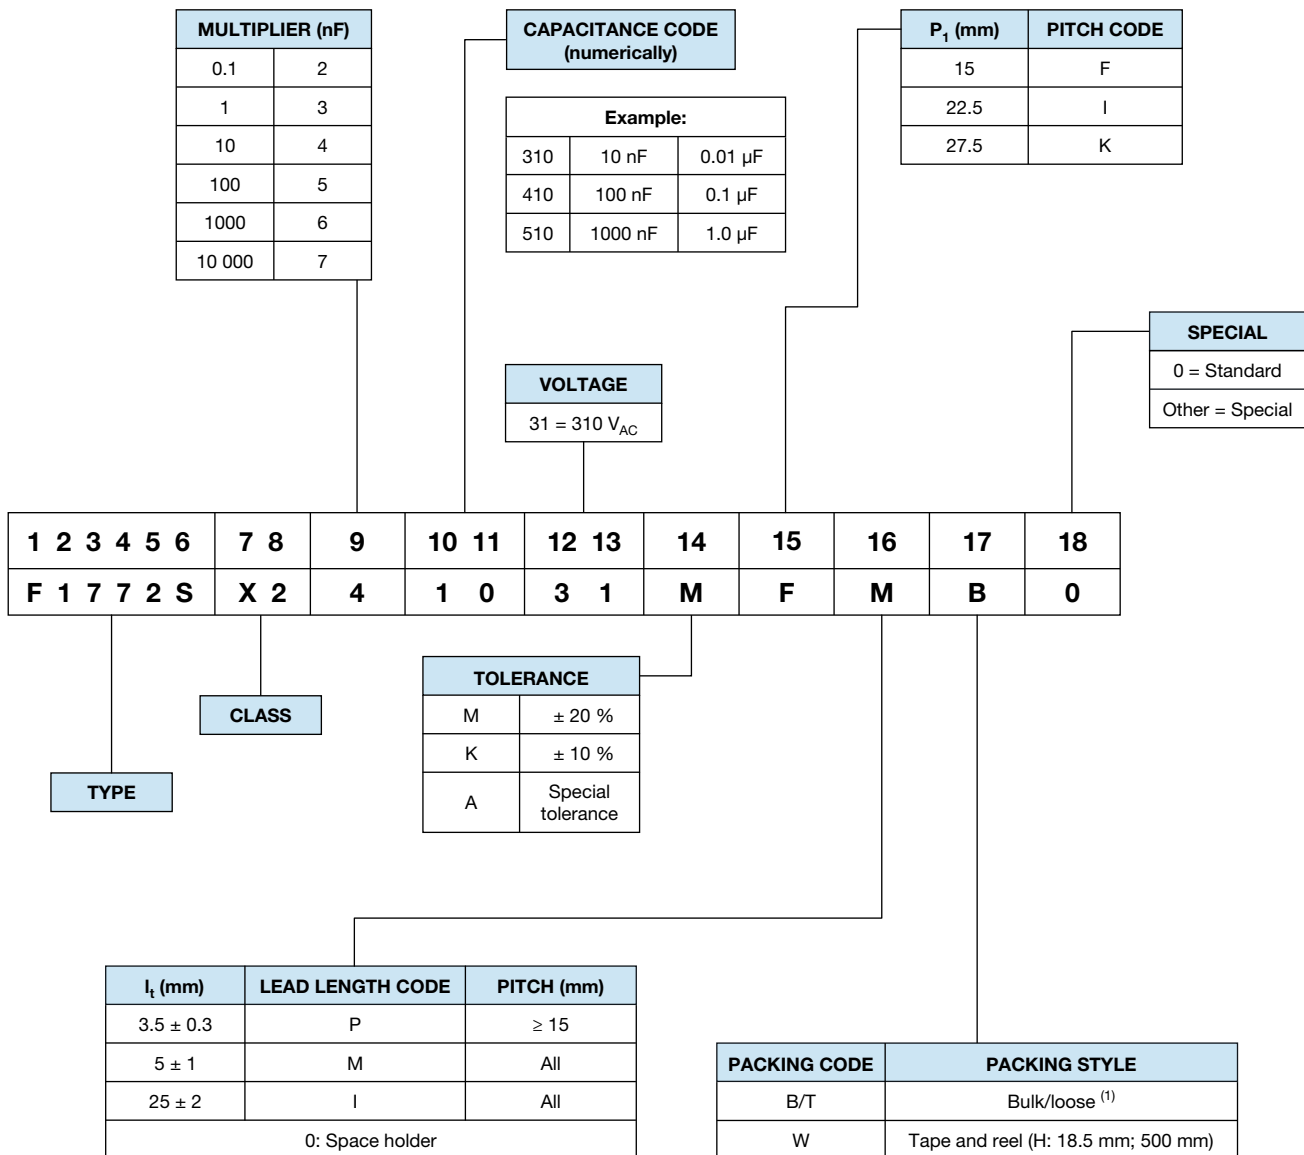 MULTIPLIER (nF)
0.1 2
1 3
10 4
100 5
1000 6
10 000 7
CAPACITANCE CODE
(numerically)
Example:
310 10 nF 0.01 µF
410 100 nF 0.1 µF
510 1000 nF 1.0 µF
P1 (mm) PITCH CODE
15 F
22.5 I
27.5 K
SPECIAL
0 = Standard
Other = Special
VOLTAGE
31 = 310 VAC
1 2 3 4 5 6 7 8 9 10 11 12 13 14 15 16 17 18
F 1 7 7 2 S X 2 4 1 0 3 1 M F M B 0
TOLERANCE
M ± 20 %
K ± 10 %
A Special
tolerance
CLASS
TYPE
lt (mm) LEAD LENGTH CODE PITCH (mm)
3.5 ± 0.3 P ≥ 15
5 ± 1 M All
25 ± 2 I All
0: Space holder
PACKING CODE PACKING STYLE
B/T Bulk/loose (1)
W Tape and reel (H: 18.5 mm; 500 mm)